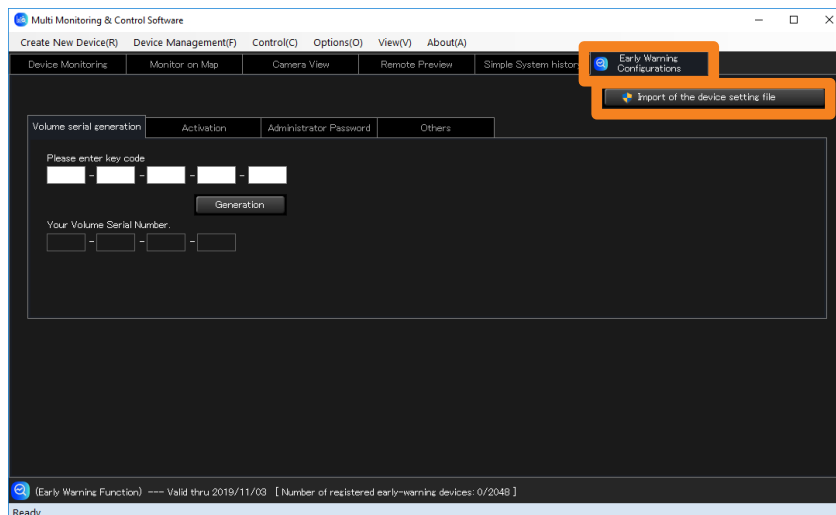 Multi Monitoring & Control Software
Create New Device(R) Device Management(F) Control(C) Options(O) View(V) About(A)
Device Monitoring Monitor on Map Camera View Remote Preview Simple System history Early Warning Configurations
Import of the device setting file
Volume serial generation Activation Administrator Password Others
Please enter key code
- - - -
Generation
Your Volume Serial Number.
- - -
(Early Warning Function) --- Valid thru 2019/11/03 [ Number of registered early-warning devices: 0/2048 ]
Ready